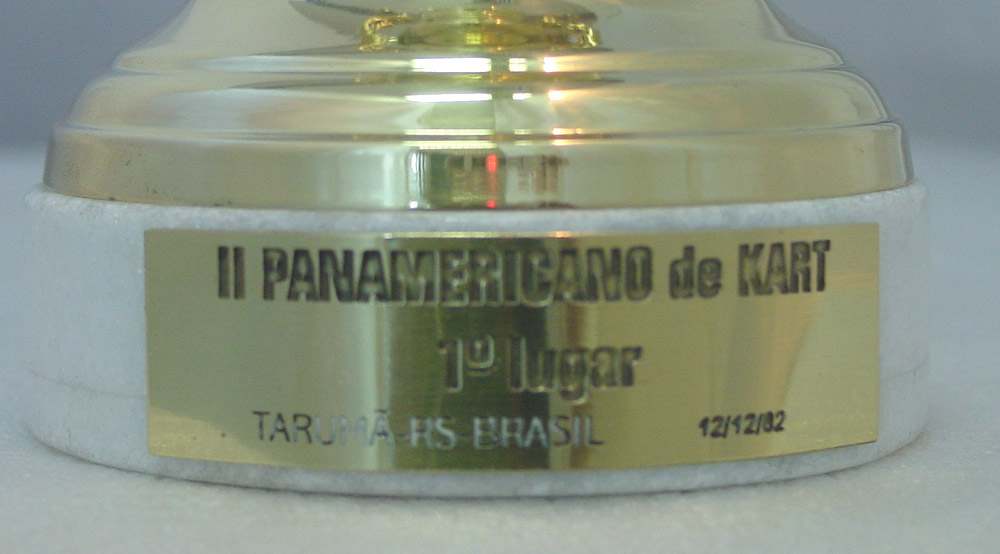 II PANAMERICANO de KART
1º lugar
TARUMÃ-RS-BRASIL 12/12/82